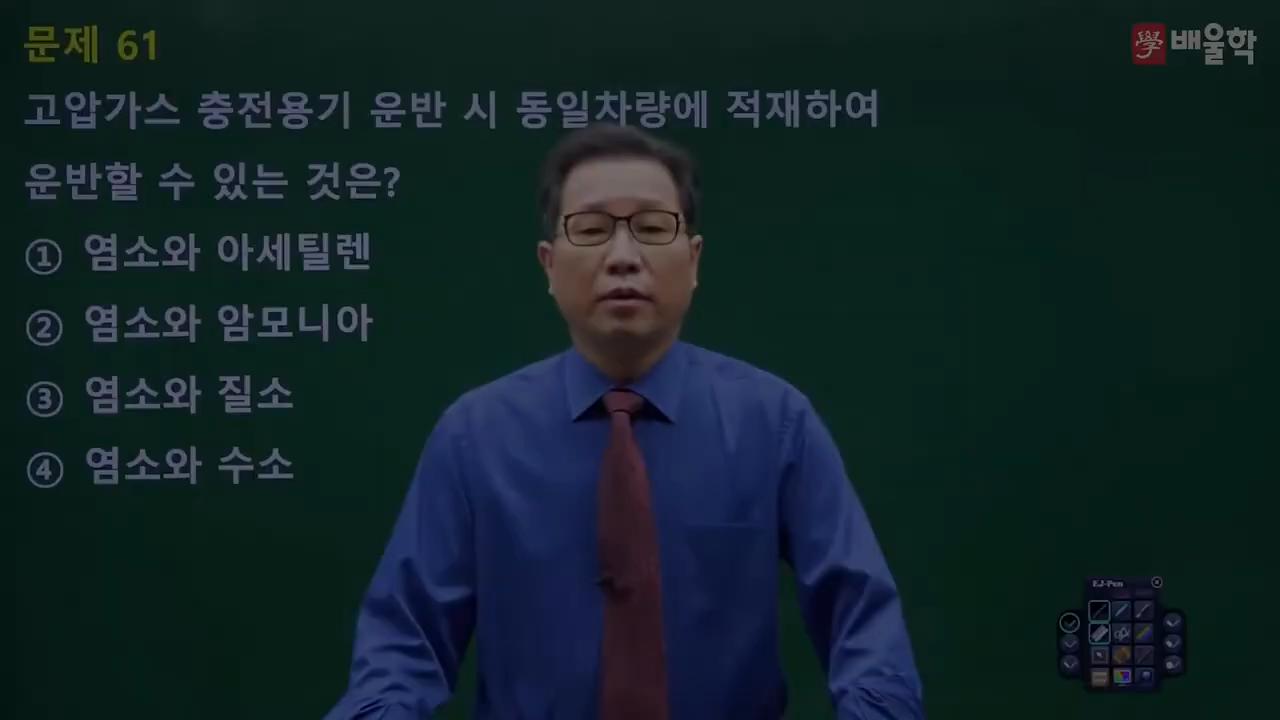 문제 61
學 배울학
고압가스 충전용기 운반 시 동일차량에 적재하여
운반할 수 있는 것은?
① 염소와 아세틸렌
② 염소와 암모니아
③ 염소와 질소
④ 염소와 수소
EJ-Pen